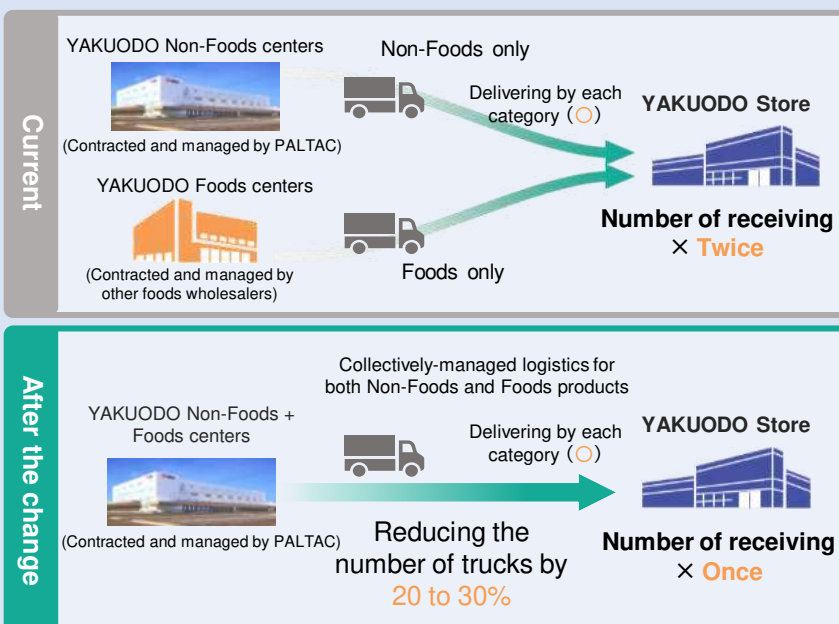 Current
YAKUODO Non-Foods centers
(Contracted and managed by PALTAC)
Non-Foods only
Delivering by each
category (○)
YAKUODO Store
YAKUODO Foods centers
(Contracted and managed by
other foods wholesalers)
Foods only
Number of receiving
× Twice
After the change
YAKUODO Non-Foods +
Foods centers
(Contracted and managed by PALTAC)
Collectively-managed logistics for
both Non-Foods and Foods products
Delivering by each
category (○)
Reducing the
number of trucks by
20 to 30%
YAKUODO Store
Number of receiving
× Once